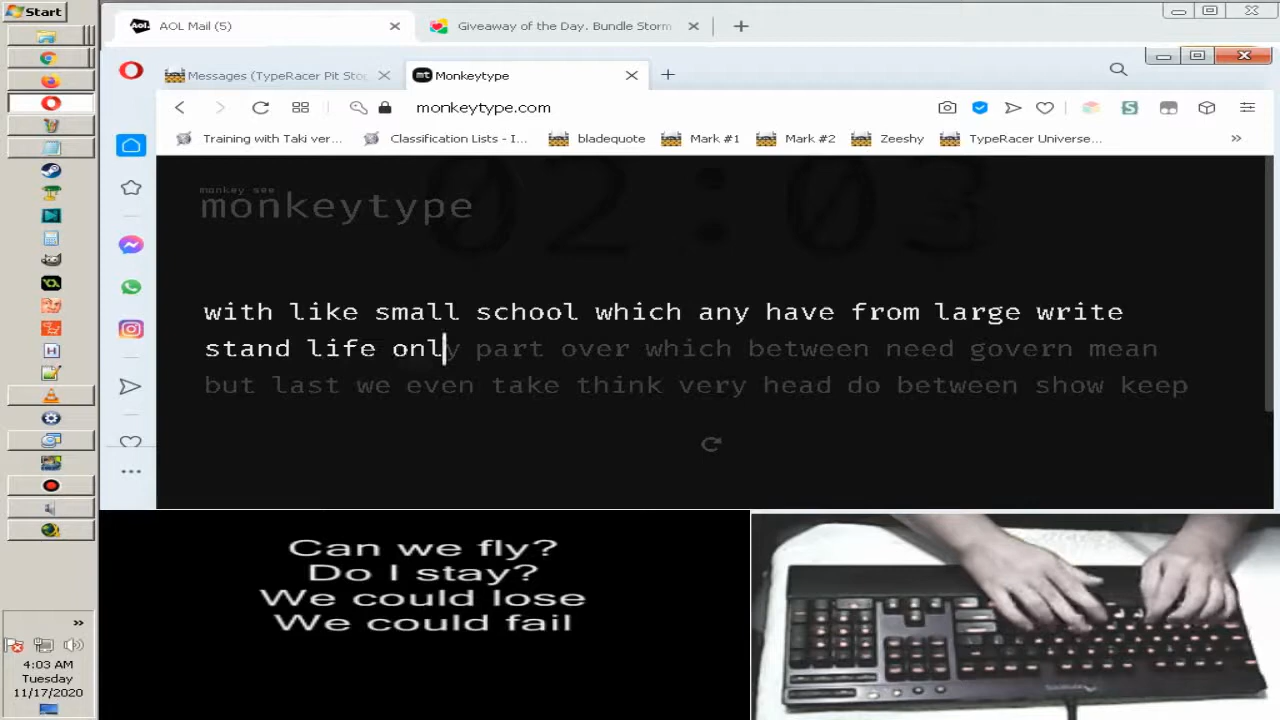 Start
AOL Mail (5)
Giveaway of the Day. Bundle Storm
Messages (TypeRacer Pit Sto
Monkeytype
monkeytype.com
Training with Taki ver...
Classification Lists - I...
bladequote
Mark #1
Mark #2
Zeeshy
TypeRacer Universe...
»
02:03
monkey see
monkeytype
with like small school which any have from large write
stand life only part over which between need govern mean
but last we even take think very head do between show keep
Can we fly?
Do I stay?
We could lose
We could fail
»
4:03 AM
Tuesday
11/17/2020